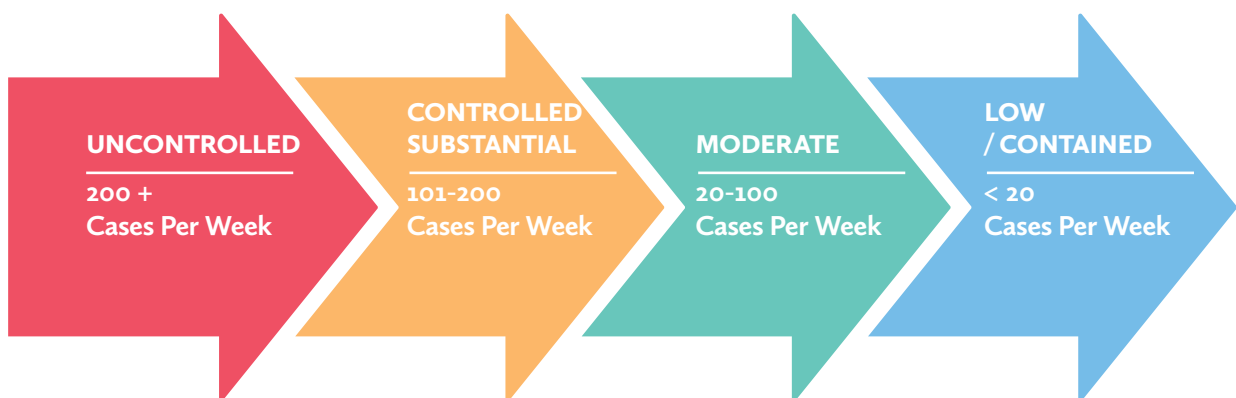 UNCONTROLLED
200 +
Cases Per Week
CONTROLLED
SUBSTANTIAL
101-200
Cases Per Week
MODERATE
20-100
Cases Per Week
LOW
/ CONTAINED
< 20
Cases Per Week